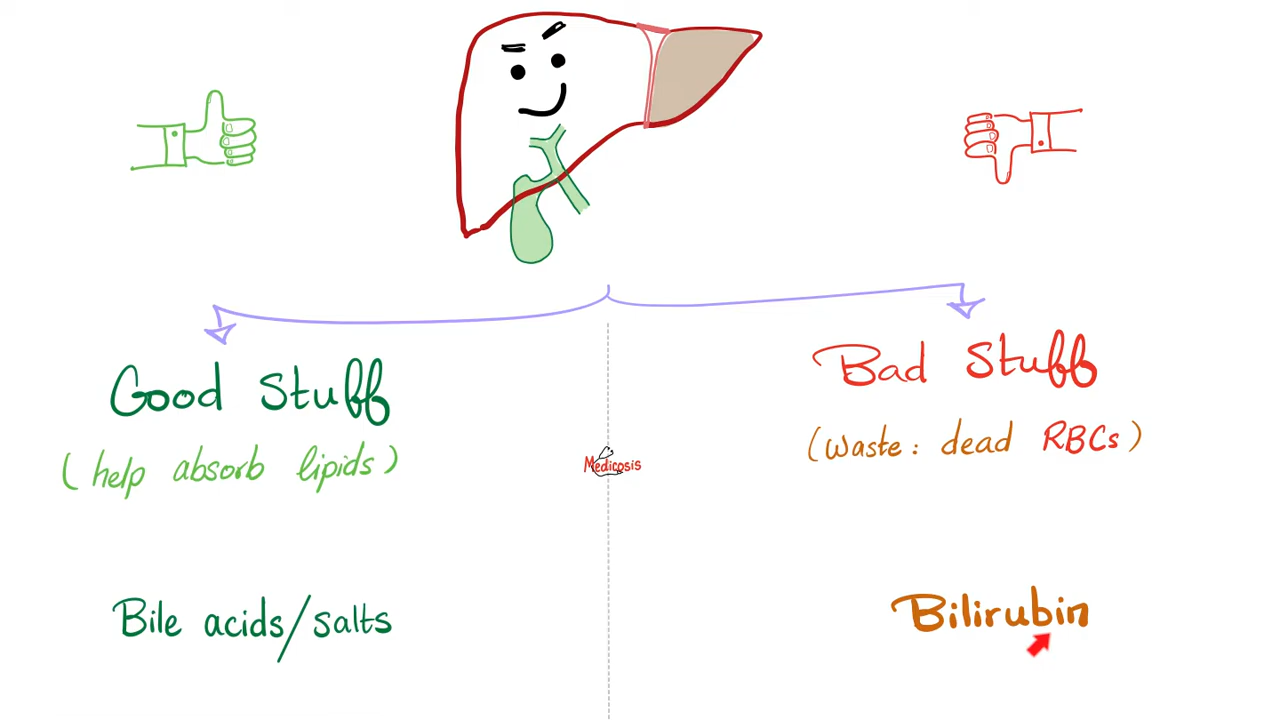 Good Stuff
(help absorb lipids)
Bile acids/salts
Medicosis
Bad Stuff
(waste: dead RBCs)
Bilirubin